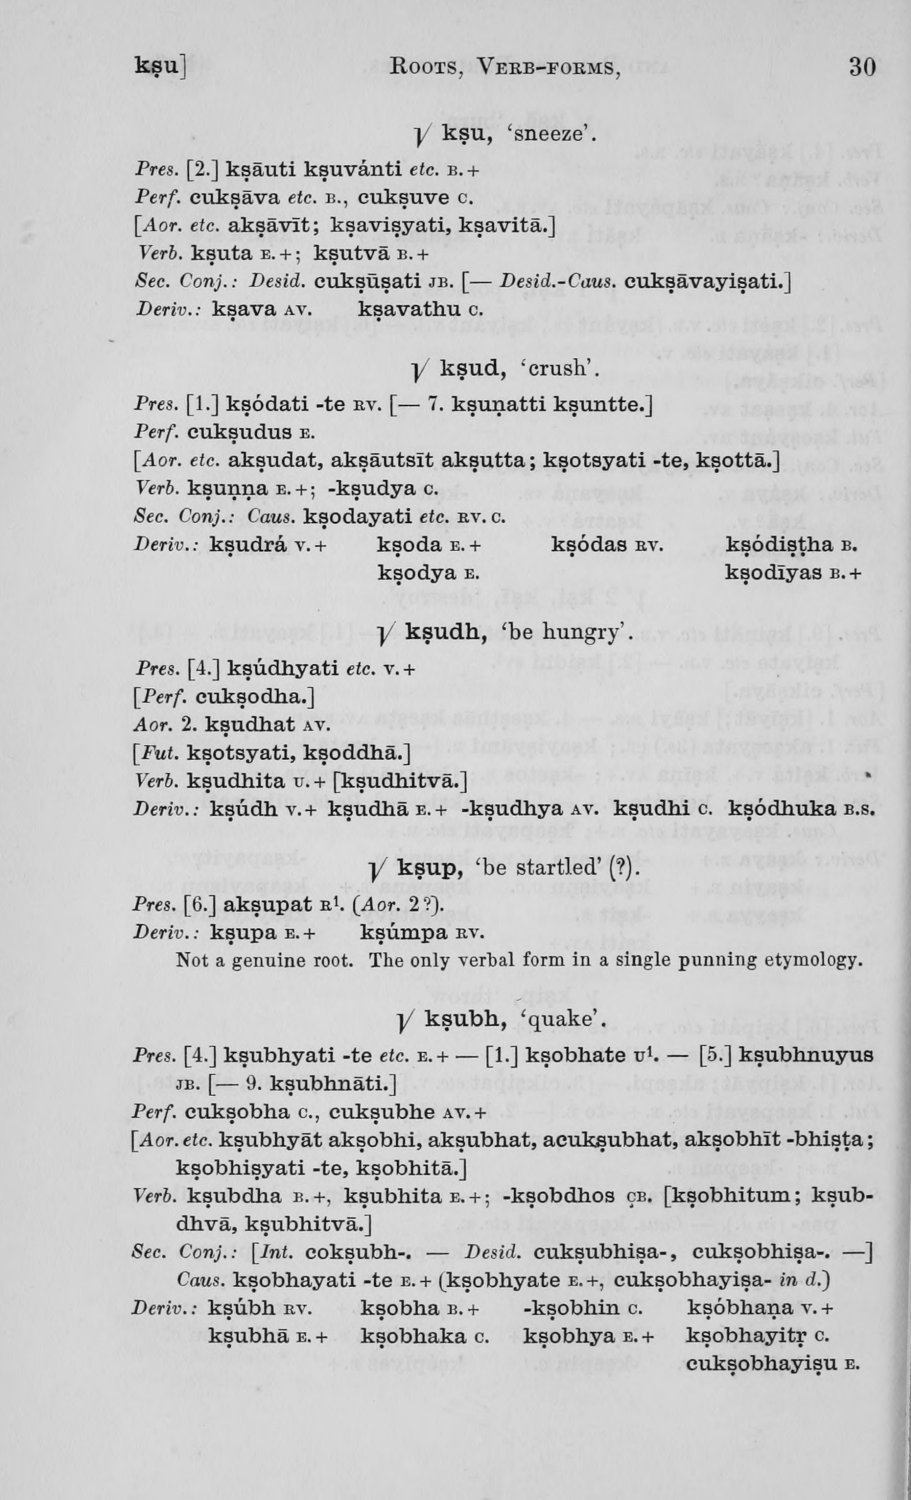 kṣu] Roots, Verb-forms, 30
√ kṣu, ‘sneeze’.
Pres. [2.] kṣāuti kṣuvánti etc. B.+
Perf. cukṣāva etc. B., cukṣuve C.
[Aor. etc. akṣāvīt; kṣaviṣyati, kṣavitā.]
Verb. kṣuta E.+; kṣutvā B.+
Sec. Conj.: Desid. cukṣūṣati JB. [— Desid.-Caus. cukṣāvayiṣati.]
Deriv.: kṣava AV. kṣavathu C.
√ kṣud, ‘crush’.
Pres. [1.] kṣódati -te RV. [— 7. kṣuṇatti kṣuntte.]
Perf. cukṣudus E.
[Aor. etc. akṣudat, akṣāutsīt akṣutta; kṣotsyati -te, kṣottā.]
Verb. kṣuṇṇa E.+; -kṣudya C.
Sec. Conj.: Caus. kṣodayati etc. RV. C.
Deriv.: kṣudrá V.+ kṣoda E.+ kṣódas RV. kṣódiṣṭha B.
kṣodya E. kṣodīyas B.+
√ kṣudh, ‘be hungry’.
Pres. [4.] kṣúdhyati etc. V.+
[Perf. cukṣodha.]
Aor. 2. kṣudhat AV.
[Fut. kṣotsyati, kṣoddhā.]
Verb. kṣudhita U.+ [kṣudhitvā.]
Deriv.: kṣúdh V.+ kṣudhā E.+ -kṣudhya AV. kṣudhi C. kṣódhuka B.S.
√ kṣup, ‘be startled’ (?).
Pres. [6.] akṣupat R¹. (Aor. 2?).
Deriv.: kṣupa E.+ kṣúmpa RV.
Not a genuine root. The only verbal form in a single punning etymology.
√ kṣubh, ‘quake’.
Pres. [4.] kṣubhyati -te etc. E.+ — [1.] kṣobhate U¹. — [5.] kṣubhnuyus
JB. [— 9. kṣubhnāti.]
Perf. cukṣobha C., cukṣubhe AV.+
[Aor. etc. kṣubhyāt akṣobhi, akṣubhat, acukṣubhat, akṣobhīt -bhiṣṭa;
kṣobhiṣyati -te, kṣobhitā.]
Verb. kṣubdha B.+, kṣubhita E.+; -kṣobdhos ÇB. [kṣobhitum; kṣub-
dhvā, kṣubhitvā.]
Sec. Conj.: [Int. cokṣubh-. — Desid. cukṣubhiṣa-, cukṣobhiṣa-. —]
Caus. kṣobhayati -te E.+ (kṣobhyate E.+, cukṣobhayiṣa- in d.)
Deriv.: kṣúbh RV. kṣobha B.+ -kṣobhin C. kṣóbhaṇa V.+
kṣubhā E.+ kṣobhaka C. kṣobhya E.+ kṣobhayitṛ C.
cukṣobhayiṣu E.